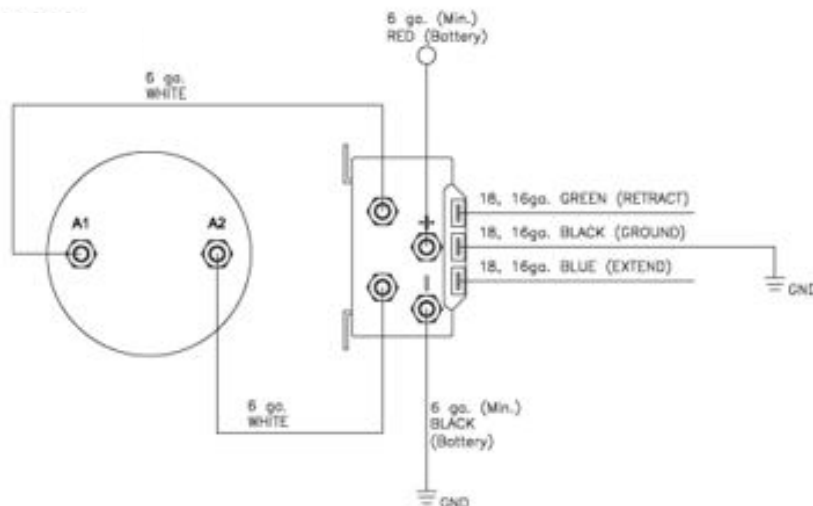 6 ga. (Min.)
RED (Battery)
6 ga.
WHITE
A1
A2
+
-
18, 16ga. GREEN (RETRACT)
18, 16ga. BLACK (GROUND)
18, 16ga. BLUE (EXTEND)
GND
6 ga.
WHITE
6 ga. (Min.)
BLACK
(Battery)
GND